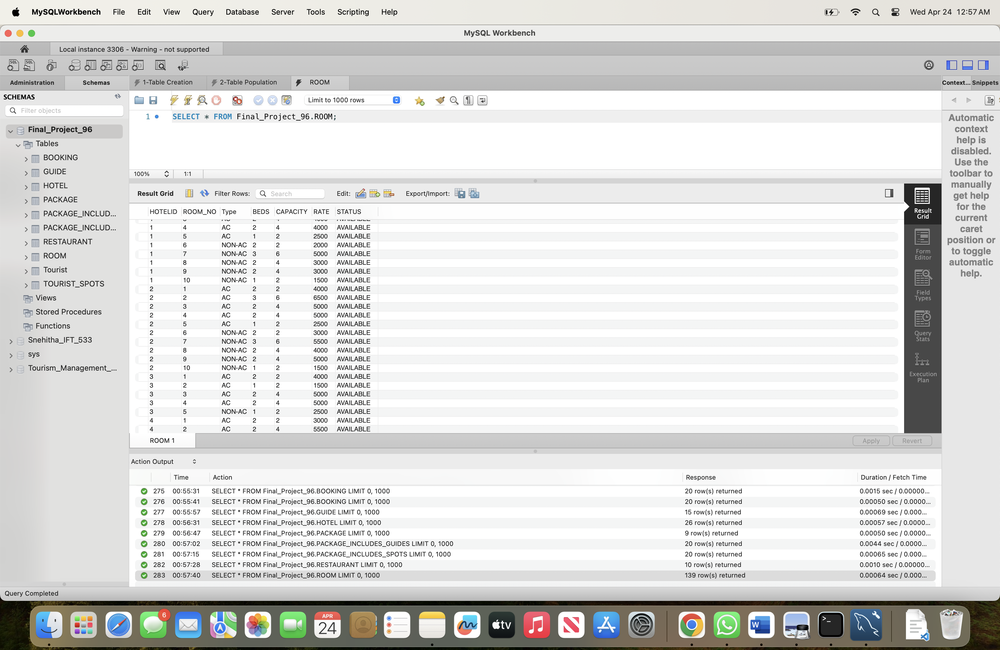 MySQLWorkbench File Edit View Query Database Server Tools Scripting Help Wed Apr 24 12:57 AM
MySQL Workbench
Local instance 3306 - Warning - not supported
Administration Schemas 1-Table Creation 2-Table Population ROOM Context... Snippets
SCHEMAS
Filter objects
Limit to 1000 rows
1 SELECT * FROM Final_Project_96.ROOM;
Final_Project_96
Tables
BOOKING
GUIDE
HOTEL
PACKAGE
PACKAGE_INCLUD...
PACKAGE_INCLUD...
RESTAURANT
ROOM
Tourist
TOURIST_SPOTS
Views
Stored Procedures
Functions
Snehitha_IFT_533
sys
Tourism_Management_...
Automatic
context
help is
disabled.
Use the
toolbar to
manually
get help
for the
current
caret
position or
to toggle
automatic
help.
100% 1:1
Result Grid Filter Rows: Search Edit: Export/Import:
HOTELID ROOM_NO Type BEDS CAPACITY RATE STATUS
1 4 AC 2 4 4000 AVAILABLE
1 5 AC 1 2 2500 AVAILABLE
1 6 NON-AC 2 2 2000 AVAILABLE
1 7 NON-AC 3 6 5000 AVAILABLE
1 8 NON-AC 2 4 3000 AVAILABLE
1 9 NON-AC 2 4 3000 AVAILABLE
1 10 NON-AC 1 2 1500 AVAILABLE
2 1 AC 2 2 4000 AVAILABLE
2 2 AC 3 6 6500 AVAILABLE
2 3 AC 2 4 5000 AVAILABLE
2 4 AC 2 4 5000 AVAILABLE
2 5 AC 1 2 2500 AVAILABLE
2 6 NON-AC 2 2 3000 AVAILABLE
2 7 NON-AC 3 6 5500 AVAILABLE
2 8 NON-AC 2 4 4000 AVAILABLE
2 9 NON-AC 2 4 5000 AVAILABLE
2 10 NON-AC 1 2 1500 AVAILABLE
3 1 AC 2 2 4000 AVAILABLE
3 2 AC 1 2 1500 AVAILABLE
3 3 AC 2 4 5000 AVAILABLE
3 4 AC 2 4 5000 AVAILABLE
3 5 NON-AC 1 2 2500 AVAILABLE
4 1 AC 2 2 3000 AVAILABLE
4 2 AC 2 4 5500 AVAILABLE
Result
Grid
Form
Editor
Field
Types
Query
Stats
Execution
Plan
ROOM 1 Apply Revert
Action Output
Time Action Response Duration / Fetch Time
275 00:55:31 SELECT * FROM Final_Project_96.BOOKING LIMIT 0, 1000 20 row(s) returned 0.0015 sec / 0.00000...
276 00:55:41 SELECT * FROM Final_Project_96.BOOKING LIMIT 0, 1000 20 row(s) returned 0.00050 sec / 0.0000...
277 00:55:57 SELECT * FROM Final_Project_96.GUIDE LIMIT 0, 1000 15 row(s) returned 0.00069 sec / 0.000...
278 00:56:31 SELECT * FROM Final_Project_96.HOTEL LIMIT 0, 1000 26 row(s) returned 0.00057 sec / 0.0000...
279 00:56:47 SELECT * FROM Final_Project_96.PACKAGE LIMIT 0, 1000 9 row(s) returned 0.00050 sec / 0.0000...
280 00:57:02 SELECT * FROM Final_Project_96.PACKAGE_INCLUDES_GUIDES LIMIT 0, 1000 20 row(s) returned 0.0044 sec / 0.0000...
281 00:57:15 SELECT * FROM Final_Project_96.PACKAGE_INCLUDES_SPOTS LIMIT 0, 1000 20 row(s) returned 0.00065 sec / 0.000...
282 00:57:28 SELECT * FROM Final_Project_96.RESTAURANT LIMIT 0, 1000 10 row(s) returned 0.0010 sec / 0.00000...
283 00:57:40 SELECT * FROM Final_Project_96.ROOM LIMIT 0, 1000 139 row(s) returned 0.00064 sec / 0.000...
Query Completed
6
APR
24
tv
W